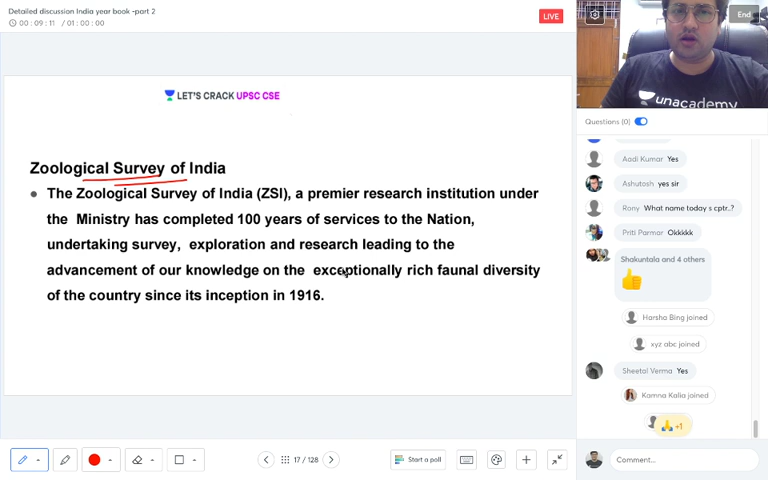 Detailed discussion India year book -part 2
00 : 09 : 11 / 01 : 00 : 00
LIVE
End
LET'S CRACK UPSC CSE
unacademy
Zoological Survey of India
The Zoological Survey of India (ZSI), a premier research institution under
the Ministry has completed 100 years of services to the Nation,
undertaking survey, exploration and research leading to the
advancement of our knowledge on the exceptionally rich faunal diversity
of the country since its inception in 1916.
Questions (0)
Aadi Kumar Yes
Ashutosh yes sir
Rony What name today s cptr.?
Priti Parmar Okkkkk
Shakuntala and 4 others
Harsha Bing joined
xyz abc joined
Sheetal Verma Yes
Kamna Kalia joined
+1
17 / 128
Start a poll
Comment...